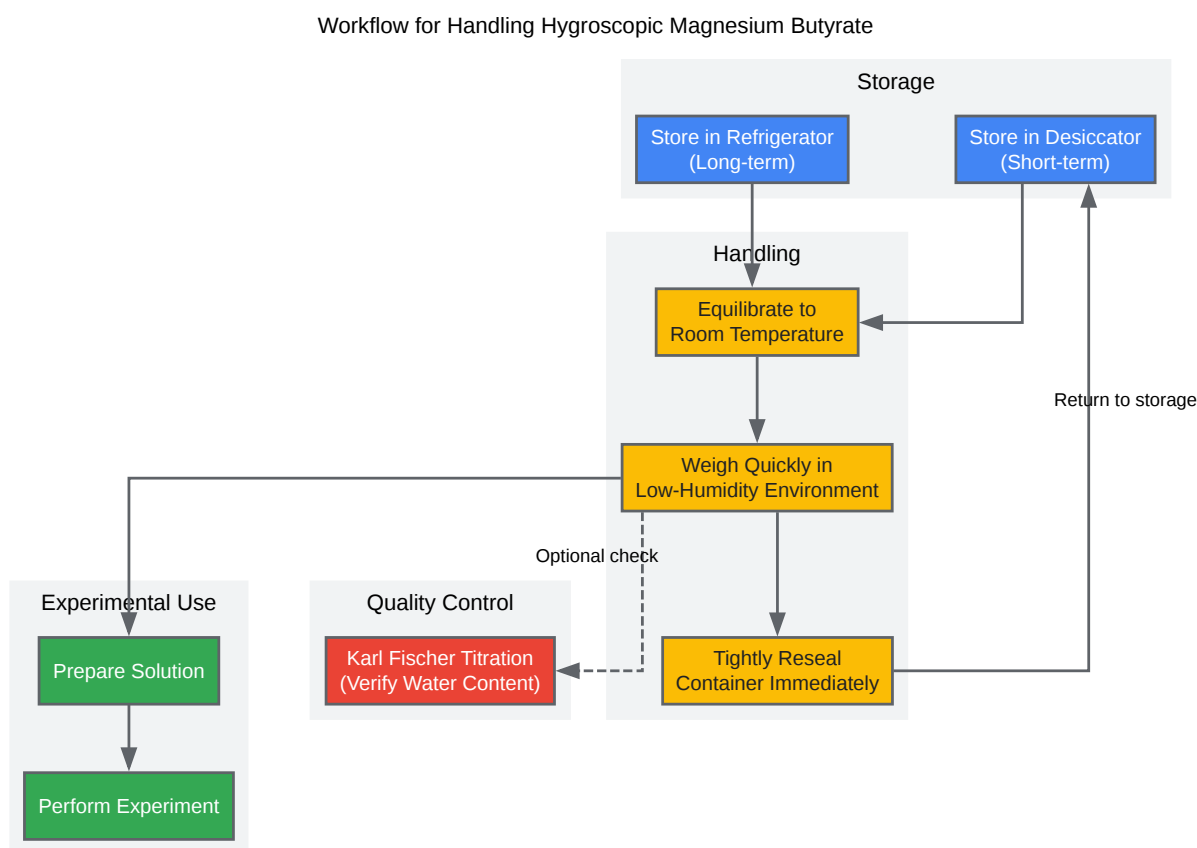 Workflow for Handling Hygroscopic Magnesium Butyrate
Storage
Store in Refrigerator
(Long-term)
Store in Desiccator
(Short-term)
Handling
Equilibrate to
Room Temperature
Return to storage
Weigh Quickly in
Low-Humidity Environment
Optional check
Experimental Use
Quality Control
Prepare Solution
Karl Fischer Titration
(Verify Water Content)
Tightly Reseal
Container Immediately
Perform Experiment